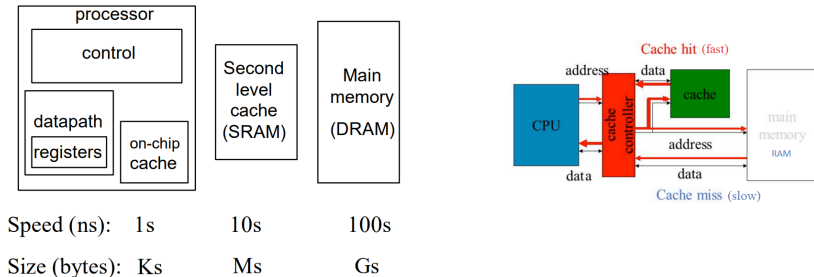 processor
control
datapath
registers
on-chip
cache
Second
level
cache
(SRAM)
Main
memory
(DRAM)
Speed (ns): 1s 10s 100s
Size (bytes): Ks Ms Gs
Cache hit (fast)
address
data
CPU
cache
controller
cache
main
memory
RAM
address
data
data
Cache miss (slow)